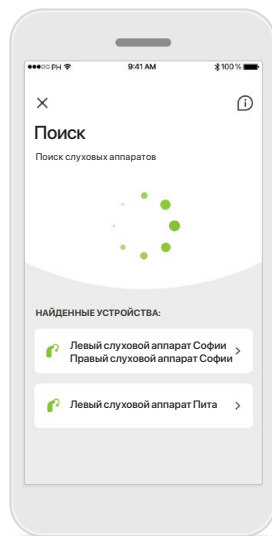 ●●●○○ PH 9:41 AM 100%
Поиск
Поиск слуховых аппаратов
НАЙДЕННЫЕ УСТРОЙСТВА:
Левый слуховой аппарат Софии
Правый слуховой аппарат Софии
Левый слуховой аппарат Пита